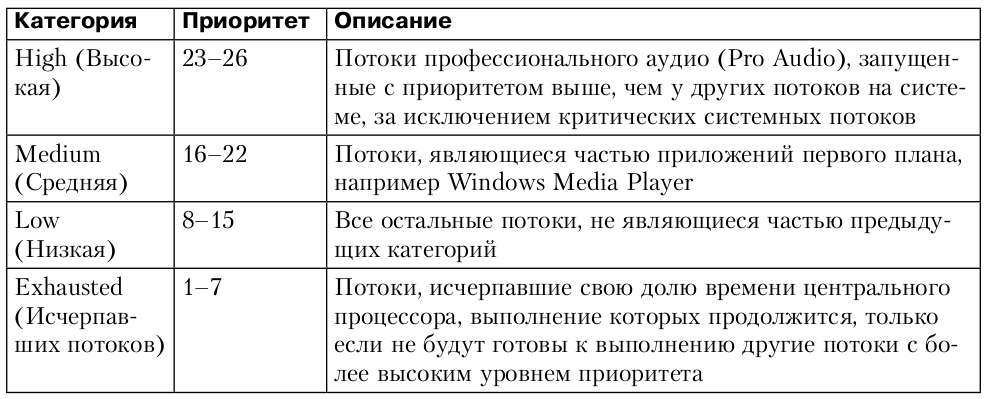 Категория Приоритет Описание
High (Высо-
кая)
23–26
Потоки профессионального аудио (Pro Audio), запущен-
ные с приоритетом выше, чем у других потоков на систе-
ме, за исключением критических системных потоков
Medium
(Средняя)
16–22
Потоки, являющиеся частью приложений первого плана,
например Windows Media Player
Low
(Низкая)
8–15
Все остальные потоки, не являющиеся частью предыду-
щих категорий
Exhausted
(Исчерпав-
ших потоков)
1–7
Потоки, исчерпавшие свою долю времени центрального
процессора, выполнение которых продолжится, только
если не будут готовы к выполнению другие потоки с бо-
лее высоким уровнем приоритета